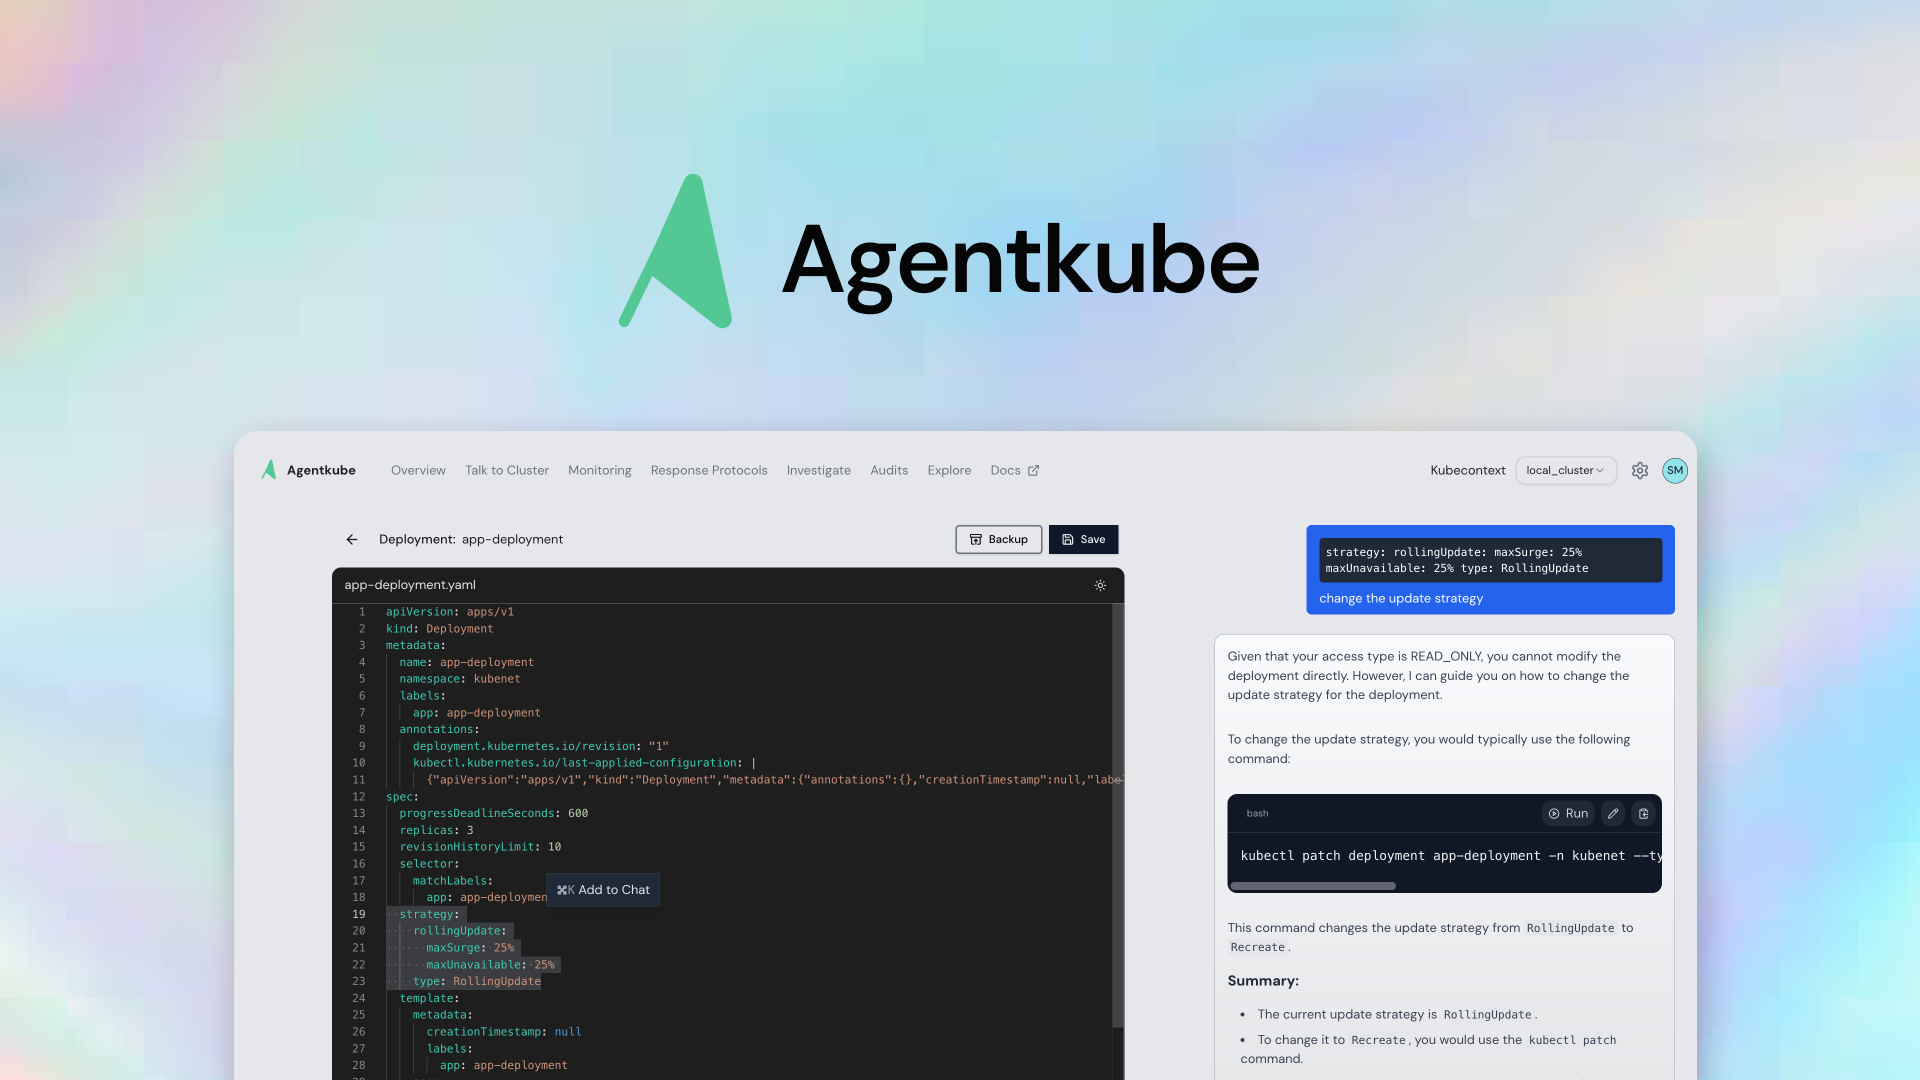 Agentkube
Agentkube Overview Talk to Cluster Monitoring Response Protocols Investigate Audits Explore Docs Kubecontext local_cluster SM
Deployment: app-deployment Backup Save
app-deployment.yaml
1 apiVersion: apps/v1
2 kind: Deployment
3 metadata:
4 name: app-deployment
5 namespace: kubenet
6 labels:
7 app: app-deployment
8 annotations:
9 deployment.kubernetes.io/revision: "1"
10 kubectl.kubernetes.io/last-applied-configuration: |
11 {"apiVersion":"apps/v1","kind":"Deployment","metadata":{"annotations":{},"creationTimestamp":null,"labe
12 spec:
13 progressDeadlineSeconds: 600
14 replicas: 3
15 revisionHistoryLimit: 10
16 selector:
17 matchLabels:
18 app: app-deploymen
⌘K Add to Chat
19 strategy:
20 rollingUpdate:
21 maxSurge: 25%
22 maxUnavailable: 25%
23 type: RollingUpdate
24 template:
25 metadata:
26 creationTimestamp: null
27 labels:
28 app: app-deployment
strategy: rollingUpdate: maxSurge: 25%
maxUnavailable: 25% type: RollingUpdate
change the update strategy
Given that your access type is READ_ONLY, you cannot modify the
deployment directly. However, I can guide you on how to change the
update strategy for the deployment.
To change the update strategy, you would typically use the following
command:
bash Run
kubectl patch deployment app-deployment -n kubenet --ty
This command changes the update strategy from RollingUpdate to
Recreate.
Summary:
• The current update strategy is RollingUpdate.
• To change it to Recreate, you would use the kubectl patch
command.